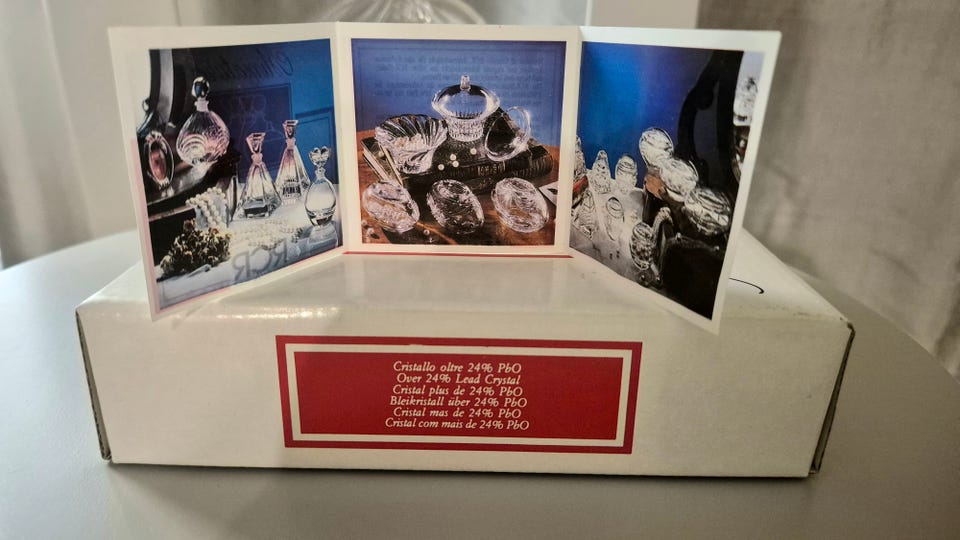 Cristallo oltre 24% PbO
Over 24% Lead Crystal
Cristal plus de 24% PbO
Bleikristall über 24% PbO
Cristal mas de 24% PbO
Cristal com mais de 24% PbO